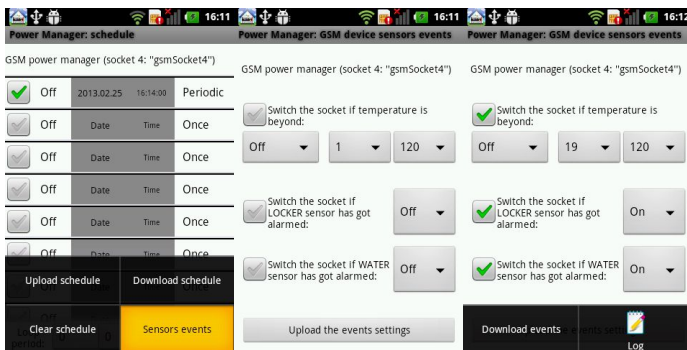 16:11
Power Manager: schedule
GSM power manager (socket 4: "gsmSocket4")
Off 2013.02.25 16:14:00 Periodic
Off Date Time Once
Off Date Time Once
Off Date Time Once
Off Date Time Once
Off Date Time Once
Upload schedule Download schedule
Clear schedule Sensors events
period:
16:11
Power Manager: GSM device sensors events
GSM power manager (socket 4: "gsmSocket4")
Switch the socket if temperature is
beyond:
Off 1 120
Switch the socket if
LOCKER sensor has got
alarmed:
Off
Switch the socket if WATER
sensor has got alarmed:
Off
Upload the events settings
16:12
Power Manager: GSM device sensors events
GSM power manager (socket 4: "gsmSocket4")
Switch the socket if temperature is
beyond:
Off 19 120
Switch the socket if
LOCKER sensor has got
alarmed:
On
Switch the socket if WATER
sensor has got alarmed:
On
Download events
Log